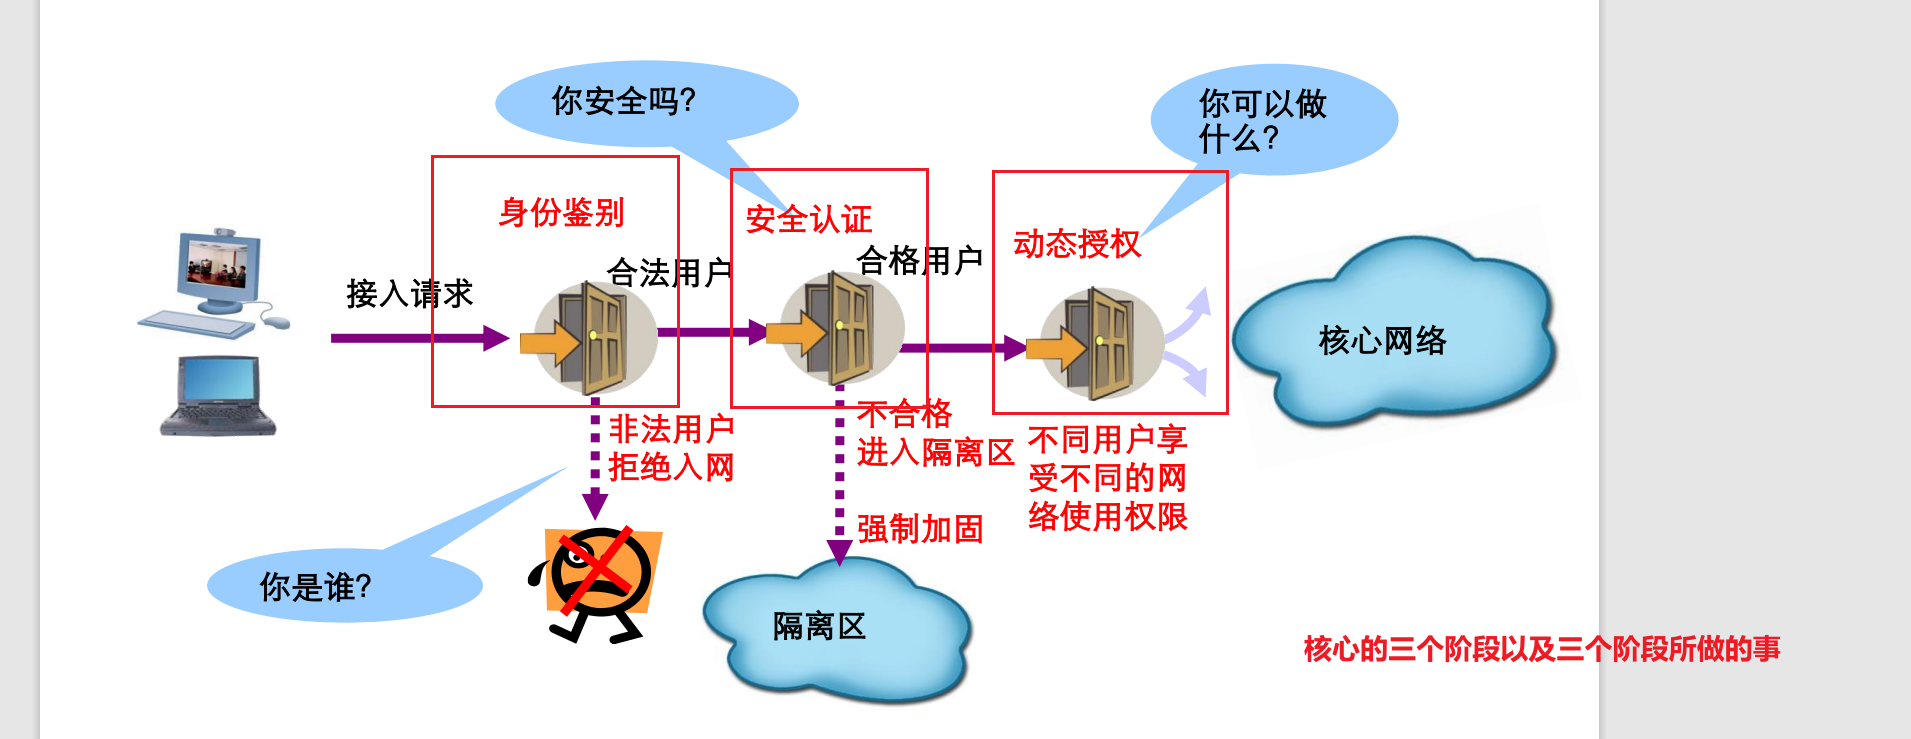 你安全吗?
你可以做
什么?
身份鉴别
安全认证
动态授权
接入请求
合法用户
合格用户
核心网络
非法用户
拒绝入网
不合格
进入隔离区
强制加固
不同用户享
受不同的网
络使用权限
你是谁?
隔离区
核心的三个阶段以及三个阶段所做的事